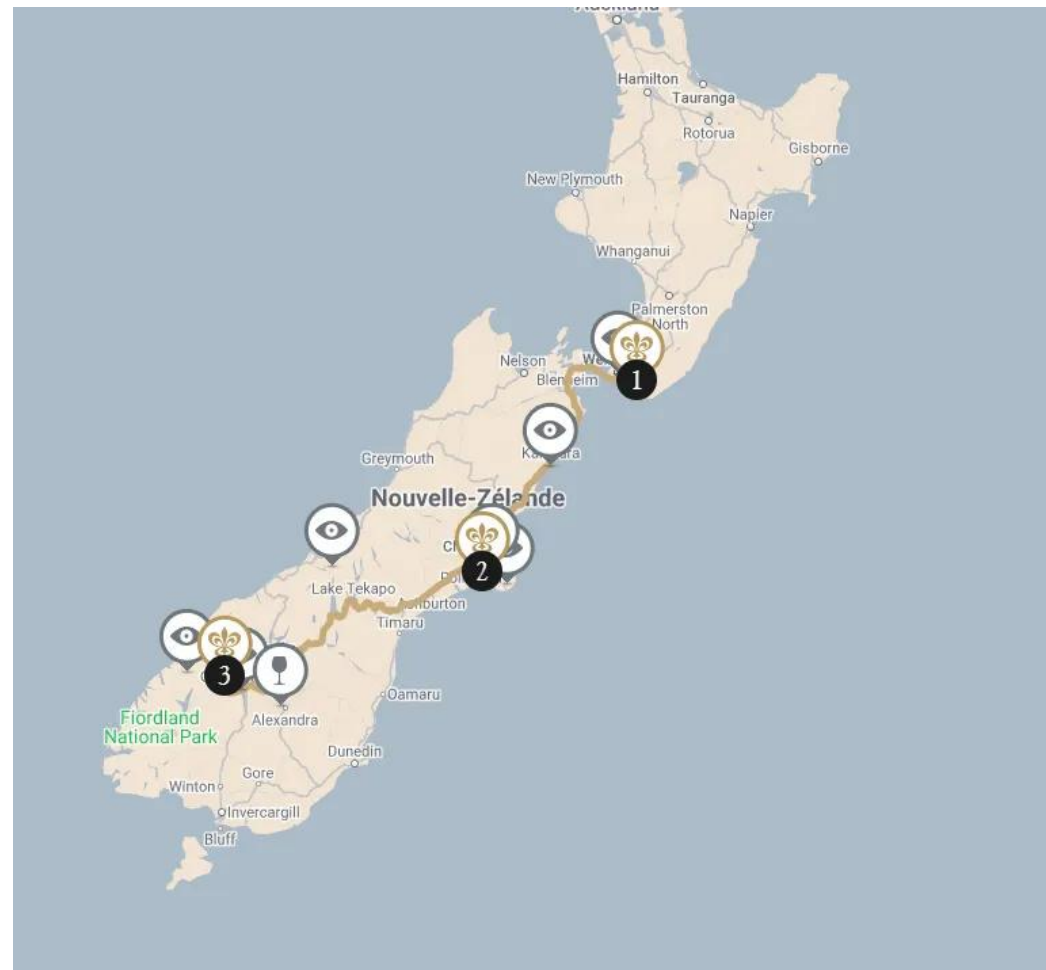 Hamilton
Tauranga
Rotorua
Gisborne
New Plymouth
Napier
Whanganui
Palmerston
North
Nelson
We
1
Blenheim
Greymouth
Nouvelle-Zélande
2
Lake Tekapo
Timaru
3
Oamaru
Alexandra
Fiordland
National Park
Dunedin
Gore
Winton
Invercargill
Bluff